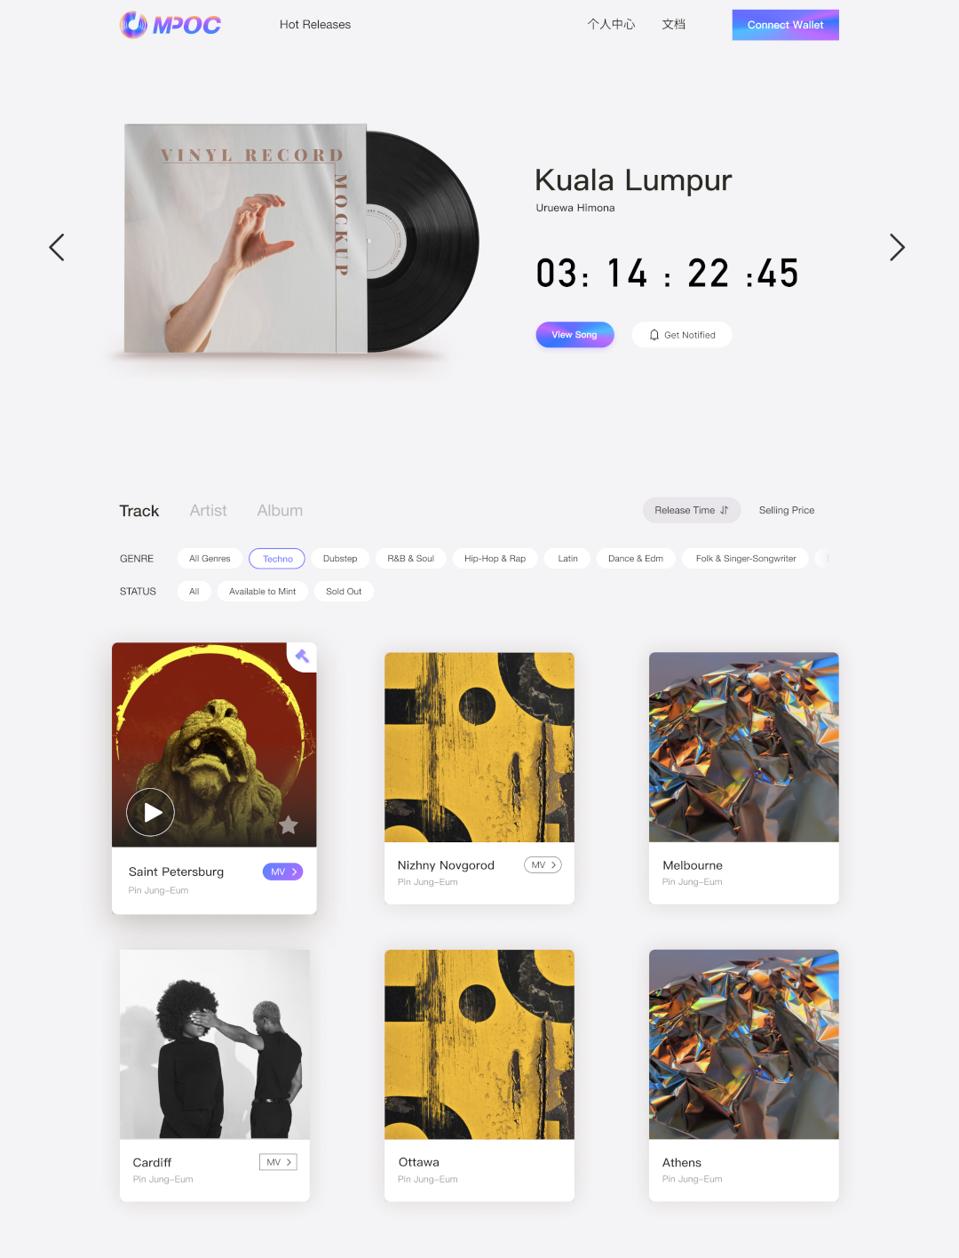 MPOC
Hot Releases
个人中心
文档
Connect Wallet
VINYL RECORD
MOCKUP
Kuala Lumpur
Uruewa Himona
03: 14 : 22 :45
View Song
Get Notified
Track
Artist
Album
Release Time
Selling Price
GENRE
All Genres
Techno
Dubstep
R&B & Soul
Hip-Hop & Rap
Latin
Dance & Edm
Folk & Singer-Songwriter
STATUS
All
Available to Mint
Sold Out
Saint Petersburg
MV
Pin Jung-Eum
Nizhny Novgorod
MV
Pin Jung-Eum
Melbourne
Pin Jung-Eum
Cardiff
MV
Pin Jung-Eum
Ottawa
Pin Jung-Eum
Athens
Pin Jung-Eum